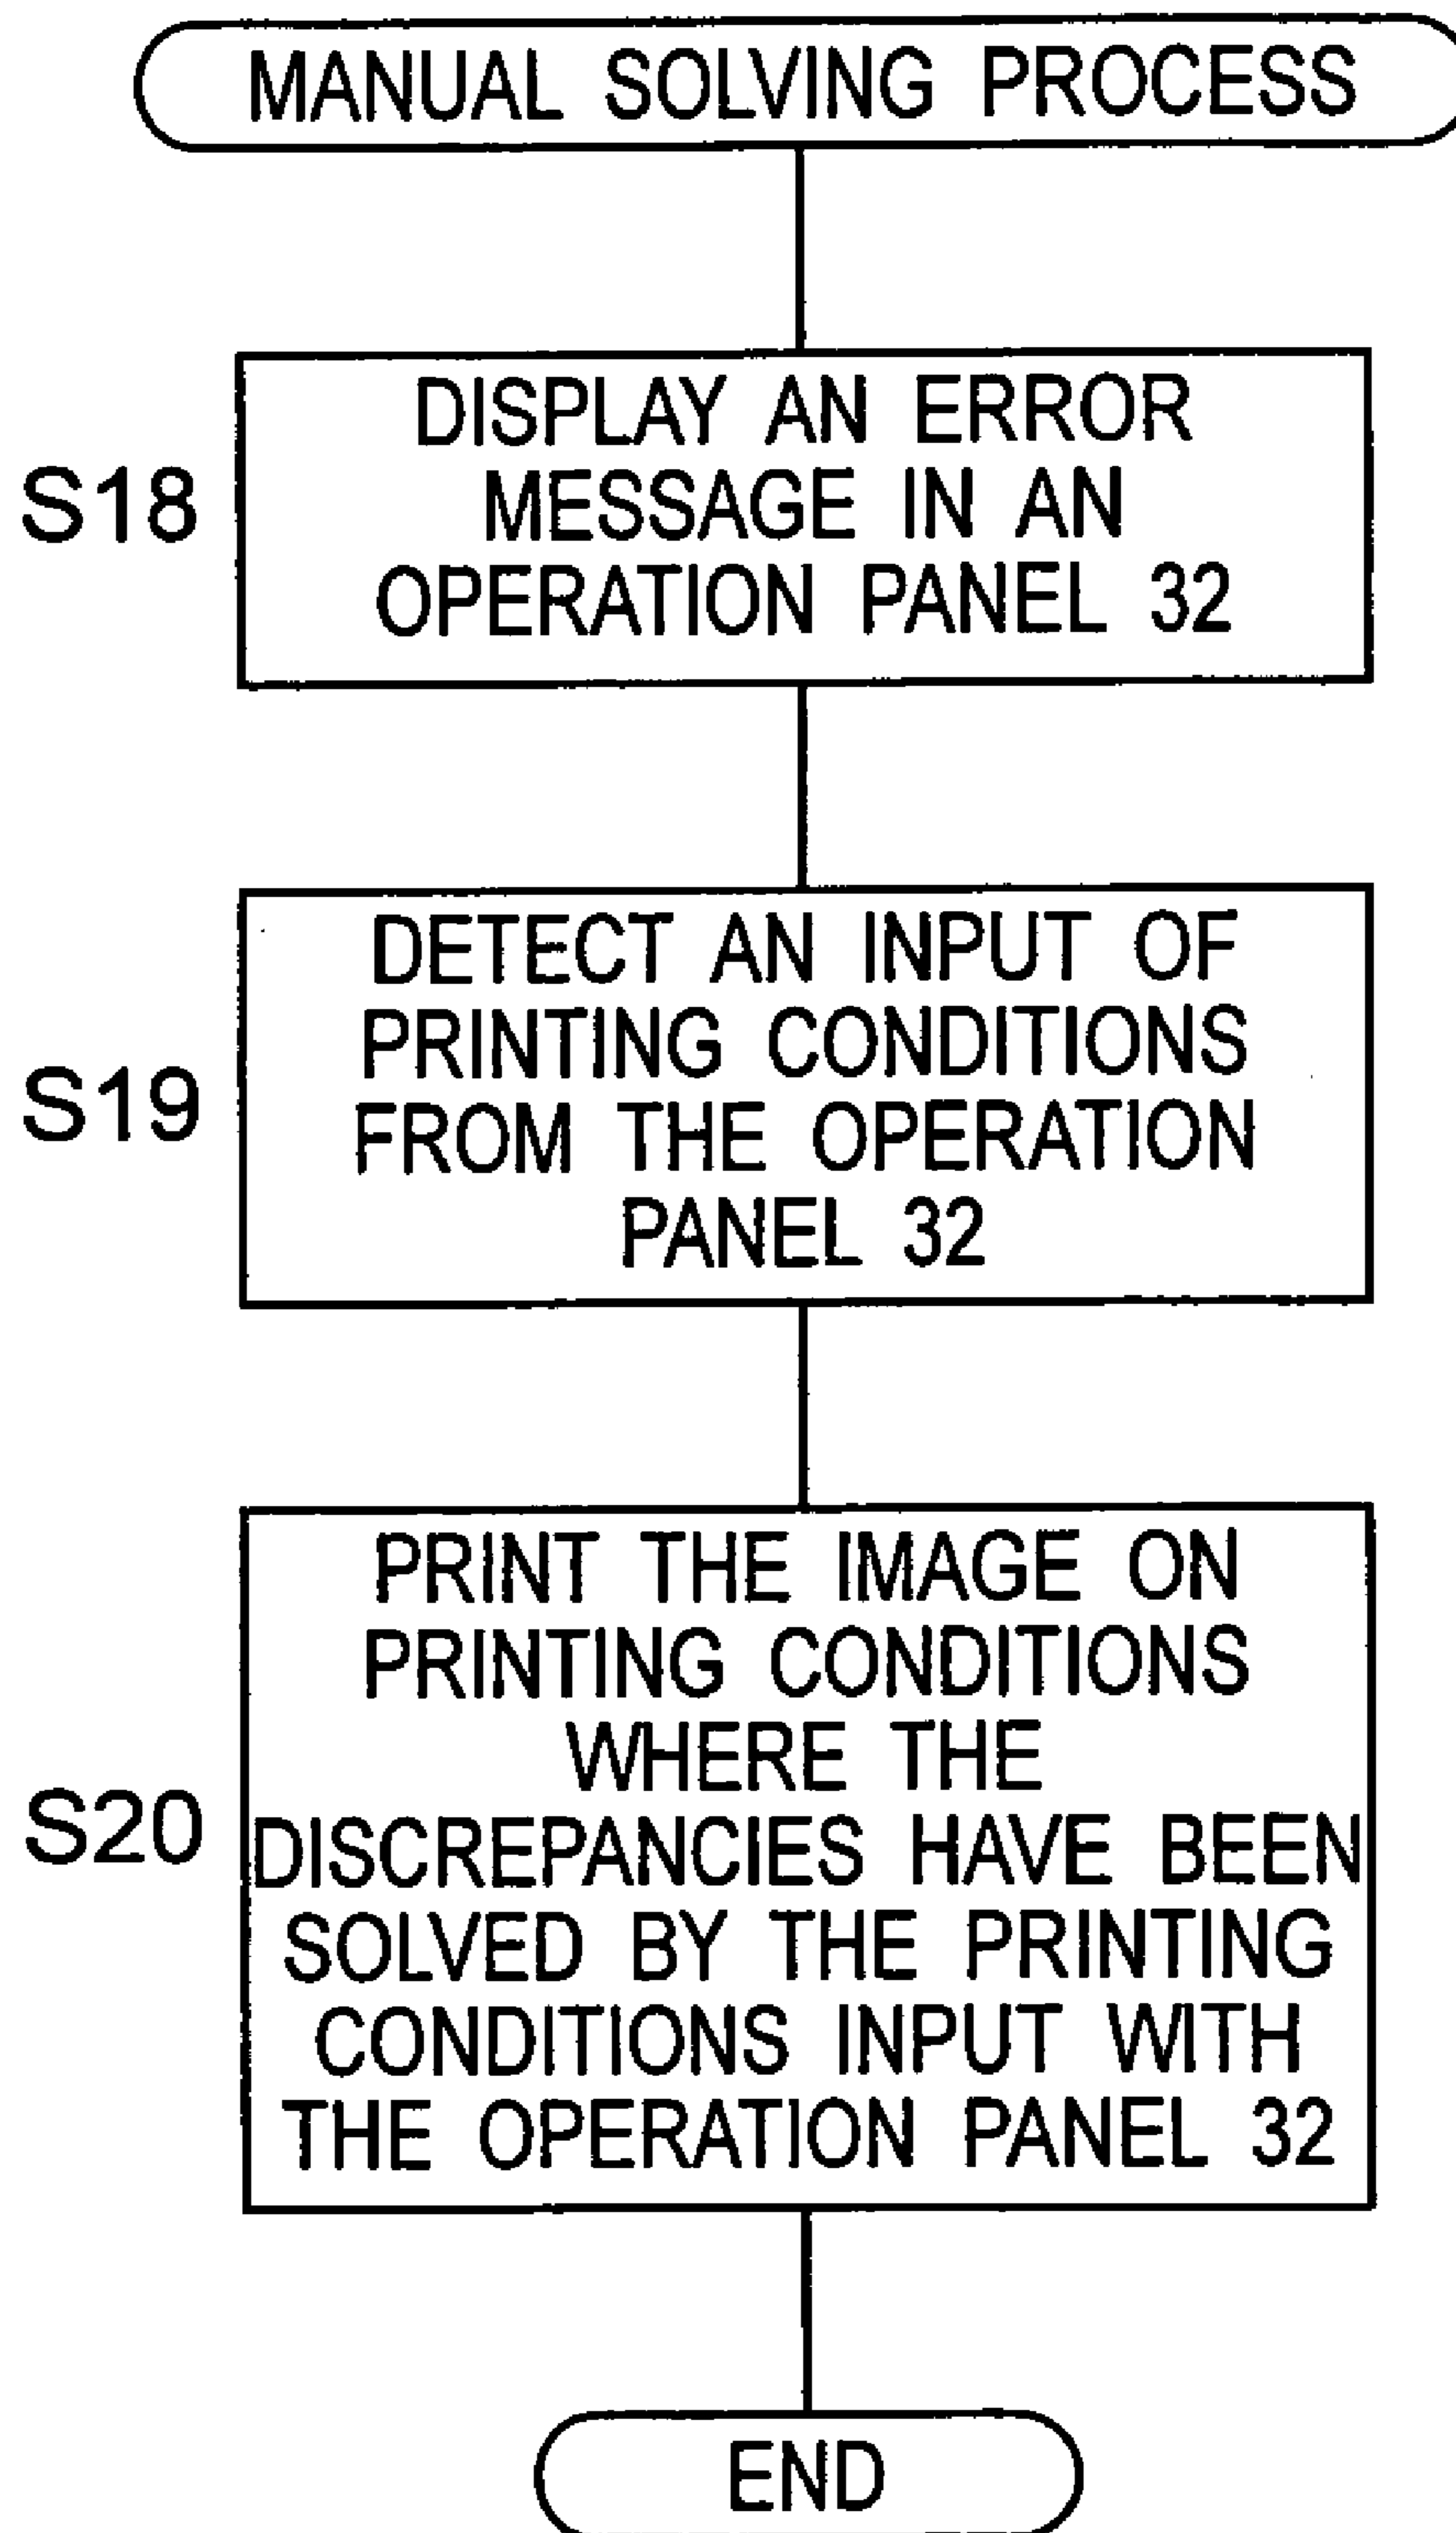 MANUAL SOLVING PROCESS
S18
DISPLAY AN ERROR
MESSAGE IN AN
OPERATION PANEL 32
S19
DETECT AN INPUT OF
PRINTING CONDITIONS
FROM THE OPERATION
PANEL 32
S20
PRINT THE IMAGE ON
PRINTING CONDITIONS
WHERE THE
DISCREPANCIES HAVE BEEN
SOLVED BY THE PRINTING
CONDITIONS INPUT WITH
THE OPERATION PANEL 32
END